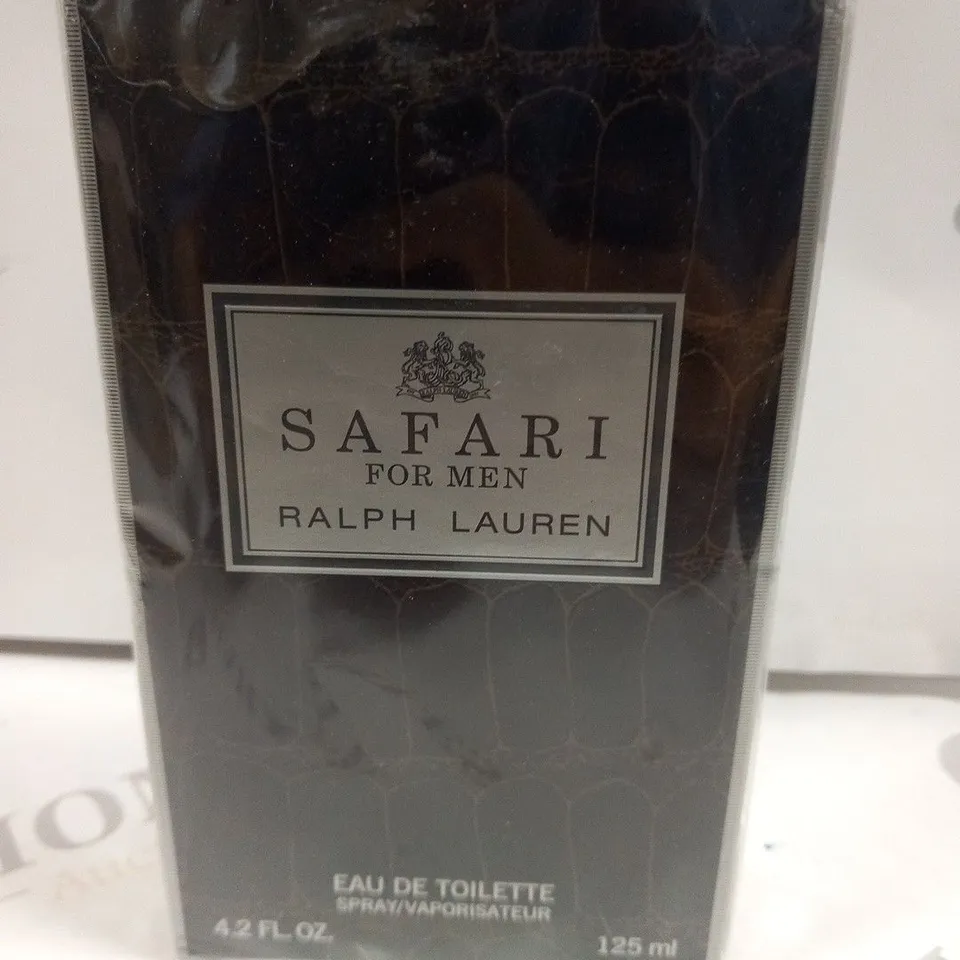 SAFARI
FOR MEN
RALPH LAUREN
EAU DE TOILETTE
SPRAY/VAPORISATEUR
4.2 FL. OZ.
125 ml